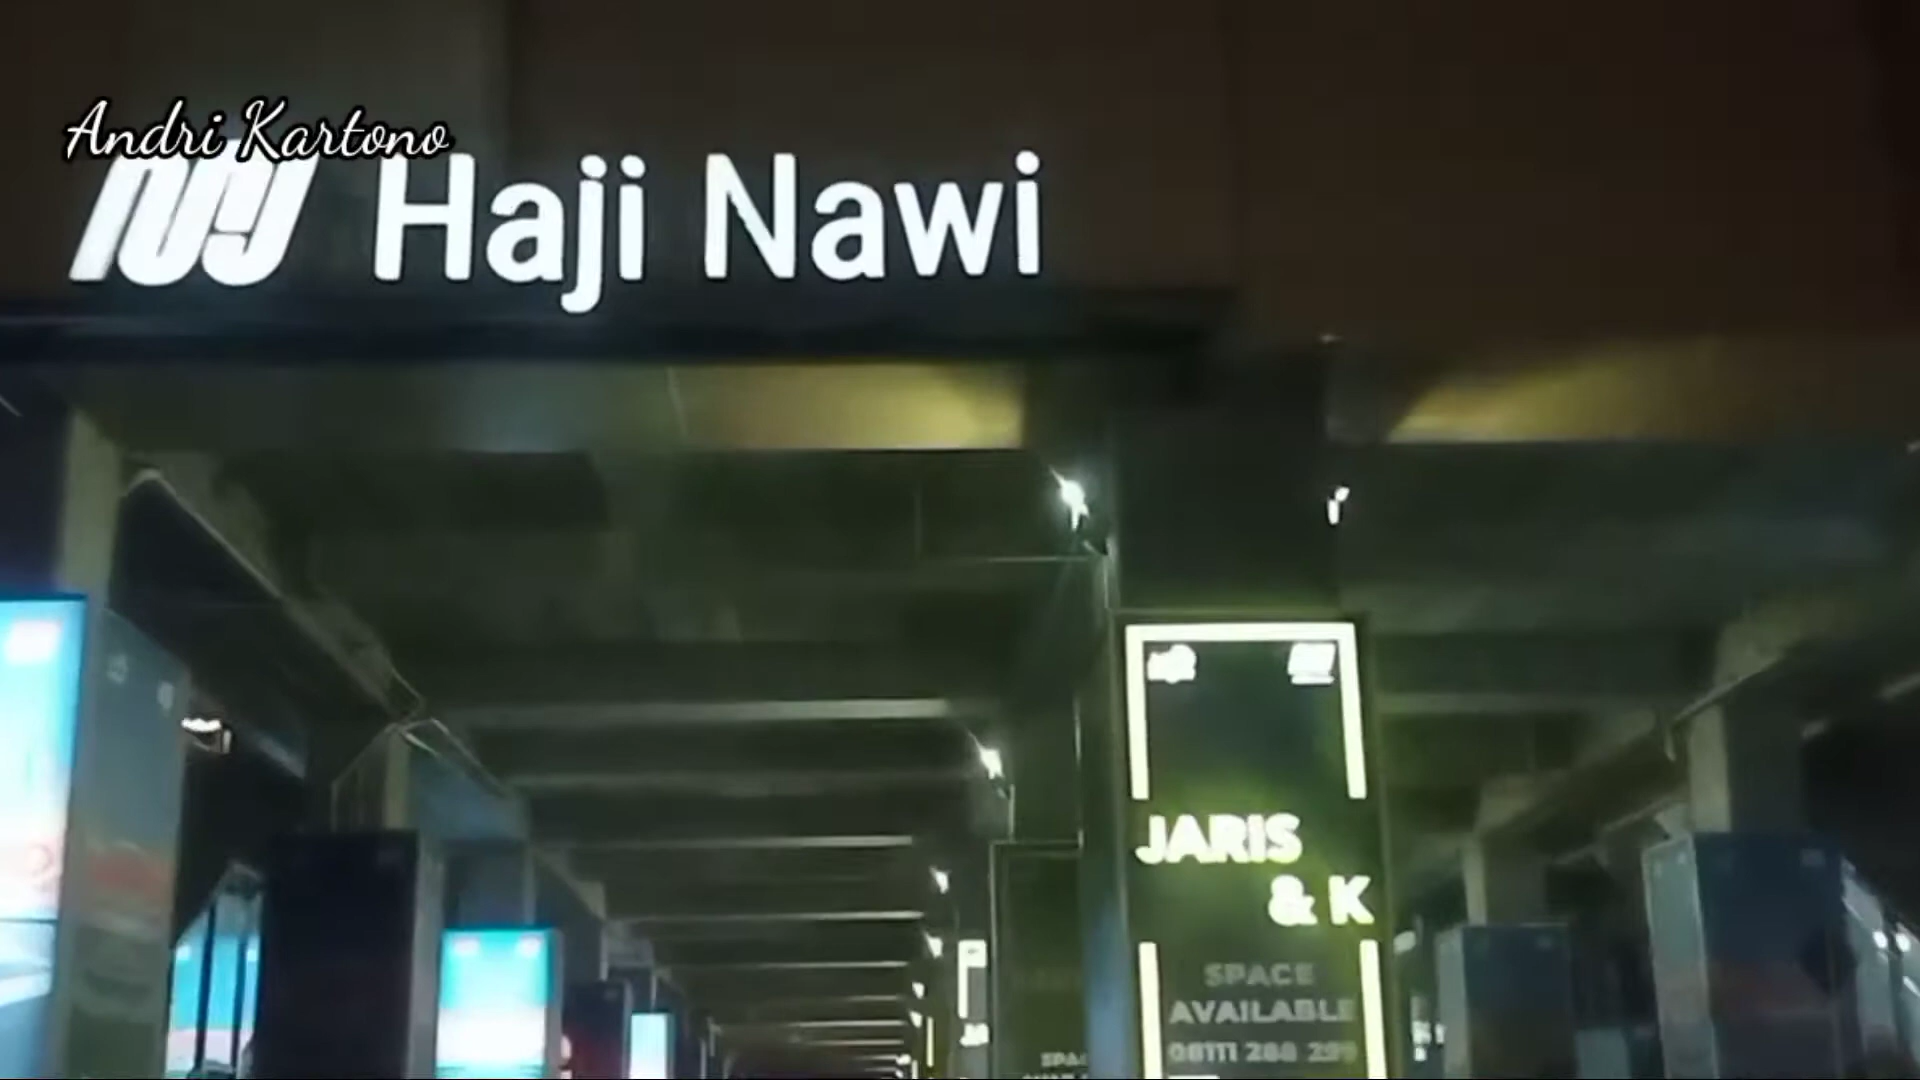 Andri Kartono
Haji Nawi
JARIS
& K
SPACE
AVAILABLE